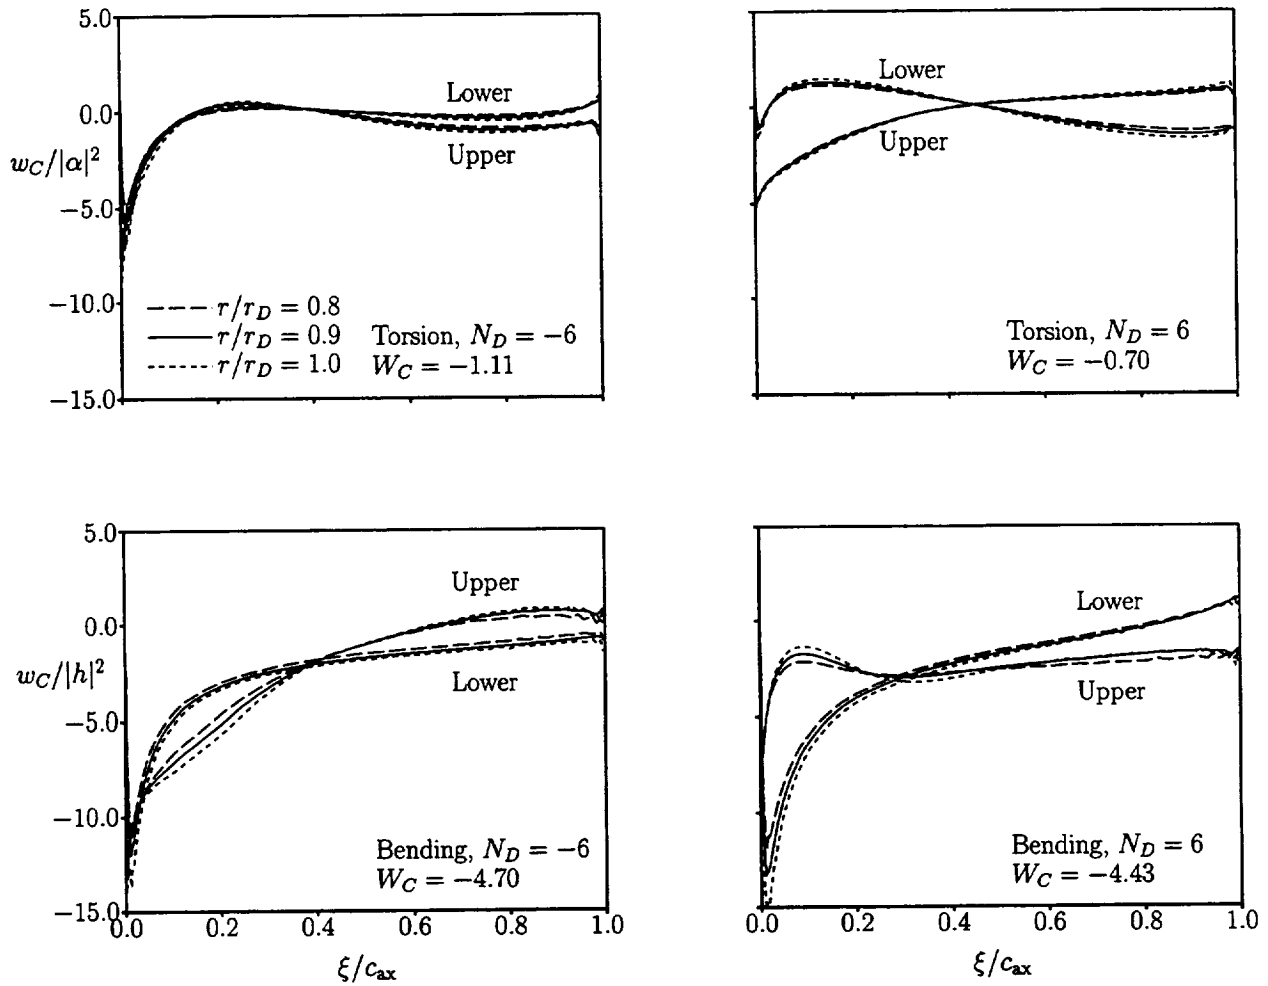 5.0
0.0
−5.0
−10.0
−15.0
w_C/|α|²
Lower
Upper
r/r_D = 0.8
r/r_D = 0.9
r/r_D = 1.0
Torsion, N_D = −6
W_C = −1.11
Lower
Upper
Torsion, N_D = 6
W_C = −0.70
5.0
0.0
−5.0
−10.0
−15.0
w_C/|h|²
Upper
Lower
Bending, N_D = −6
W_C = −4.70
0.0 0.2 0.4 0.6 0.8 1.0
ξ/c_ax
Lower
Upper
Bending, N_D = 6
W_C = −4.43
0.0 0.2 0.4 0.6 0.8 1.0
ξ/c_ax